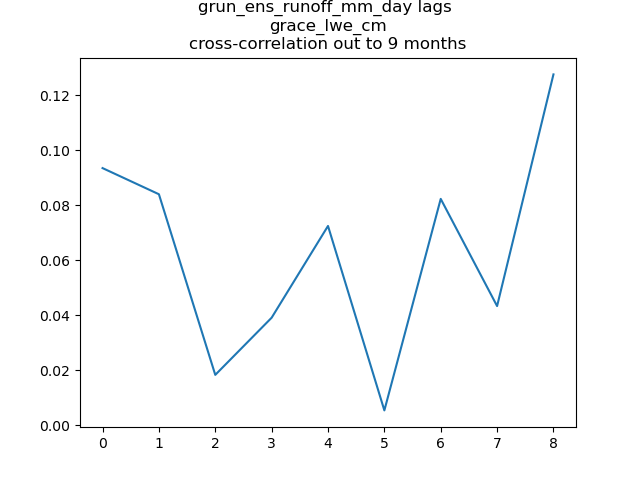 grun_ens_runoff_mm_day lags
grace_lwe_cm
cross-correlation out to 9 months
0.12
0.10
0.08
0.06
0.04
0.02
0.00
0 1 2 3 4 5 6 7 8